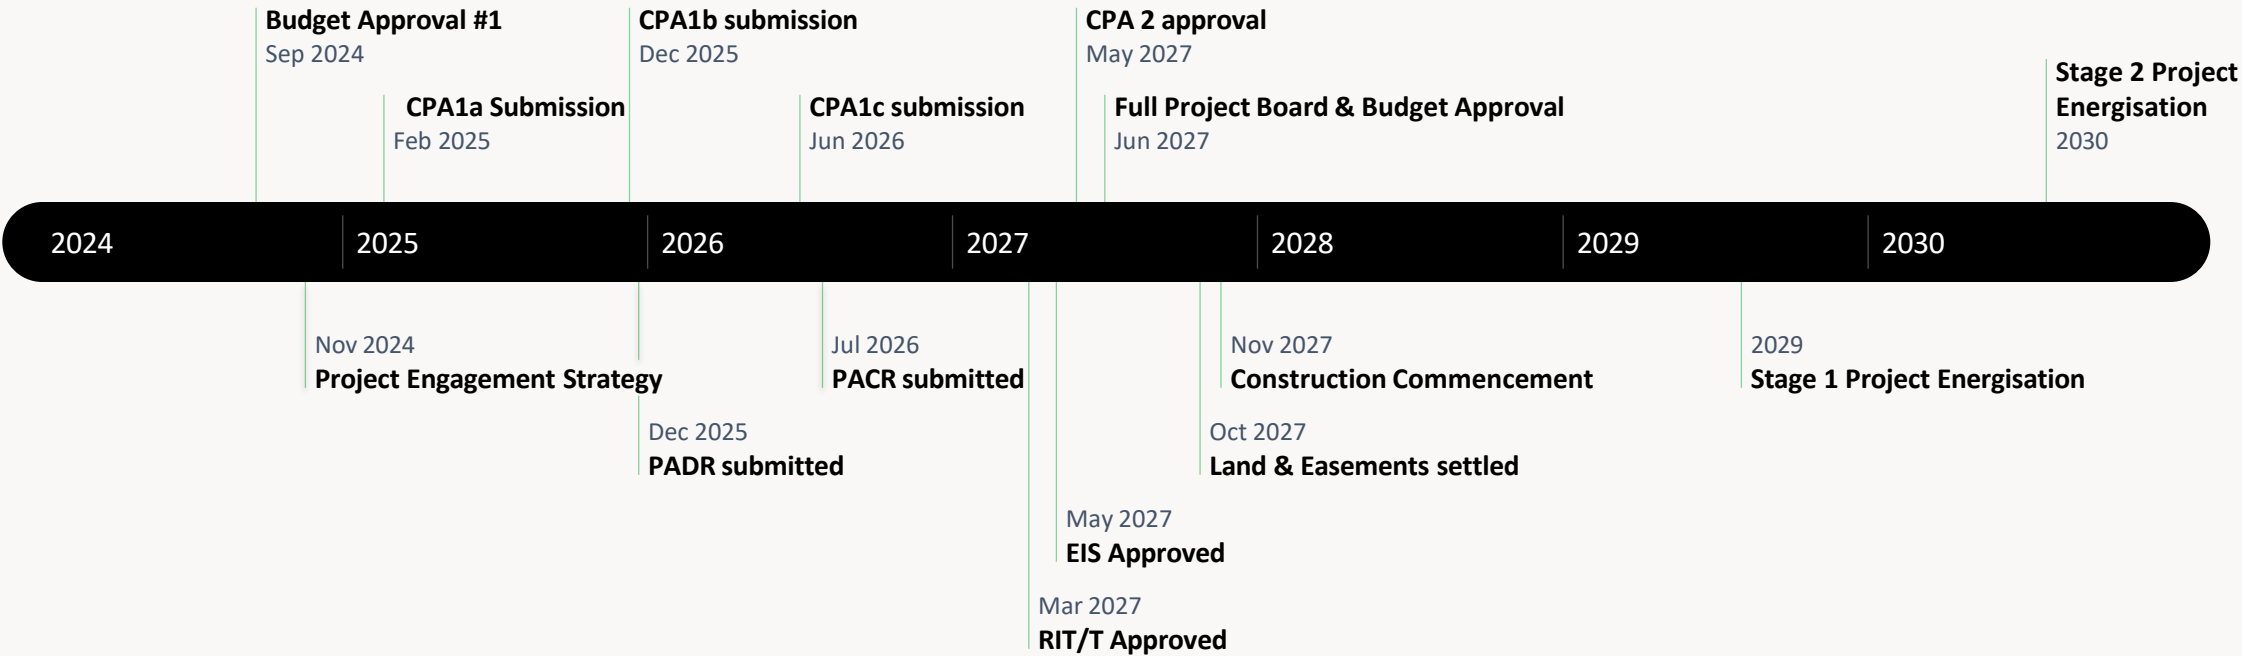 Budget Approval #1
Sep 2024
CPA1b submission
Dec 2025
CPA 2 approval
May 2027
Stage 2 Project
Energisation
2030
CPA1a Submission
Feb 2025
CPA1c submission
Jun 2026
Full Project Board & Budget Approval
Jun 2027
2024
2025
2026
2027
2028
2029
2030
Nov 2024
Project Engagement Strategy
Jul 2026
PACR submitted
Nov 2027
Construction Commencement
2029
Stage 1 Project Energisation
Dec 2025
PADR submitted
Oct 2027
Land & Easements settled
May 2027
EIS Approved
Mar 2027
RIT/T Approved